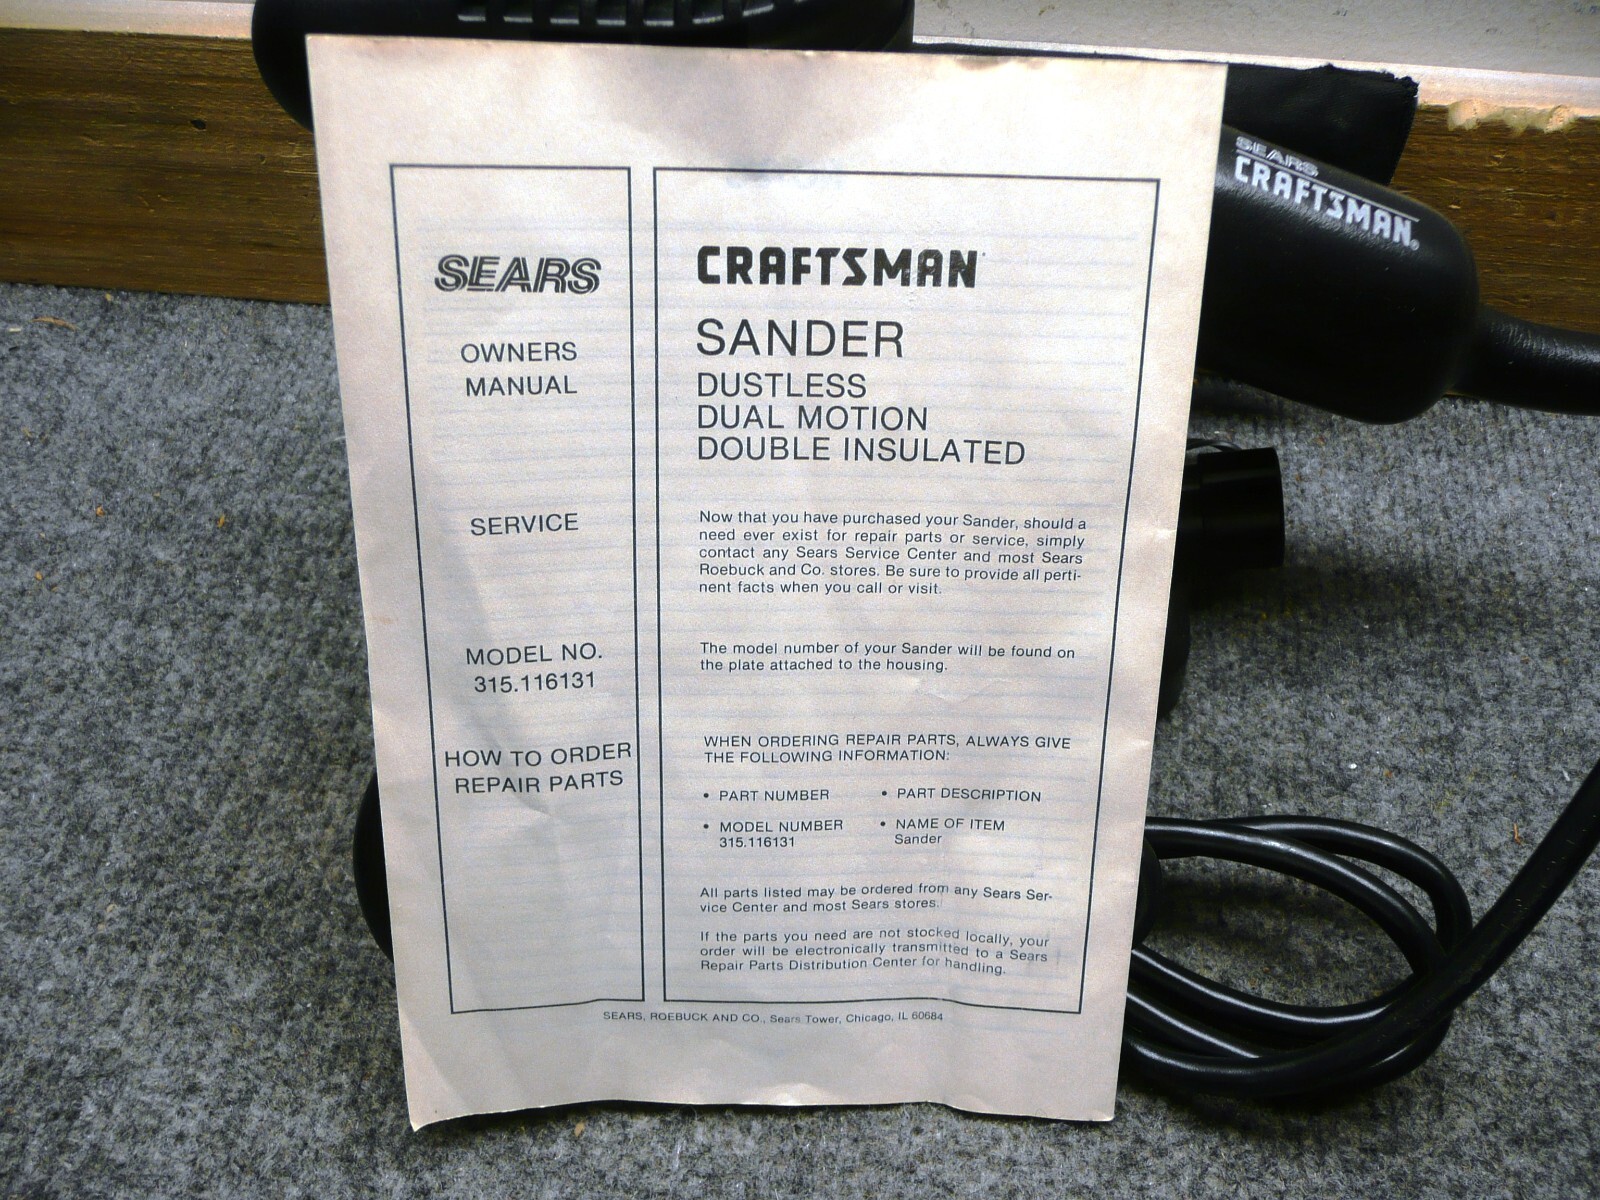 SEARS
OWNERS
MANUAL
SERVICE
MODEL NO.
315.116131
HOW TO ORDER
REPAIR PARTS
CRAFTSMAN
SANDER
DUSTLESS
DUAL MOTION
DOUBLE INSULATED
Now that you have purchased your Sander, should a
need ever exist for repair parts or service, simply
contact any Sears Service Center and most Sears
Roebuck and Co. stores. Be sure to provide all perti-
nent facts when you call or visit.
The model number of your Sander will be found on
the plate attached to the housing.
WHEN ORDERING REPAIR PARTS, ALWAYS GIVE
THE FOLLOWING INFORMATION:
• PART NUMBER • PART DESCRIPTION
• MODEL NUMBER • NAME OF ITEM
315.116131 Sander
All parts listed may be ordered from any Sears Ser-
vice Center and most Sears stores.
If the parts you need are not stocked locally, your
order will be electronically transmitted to a Sears
Repair Parts Distribution Center for handling.
SEARS, ROEBUCK AND CO., Sears Tower, Chicago, IL 60684
SEARS
CRAFTSMAN®